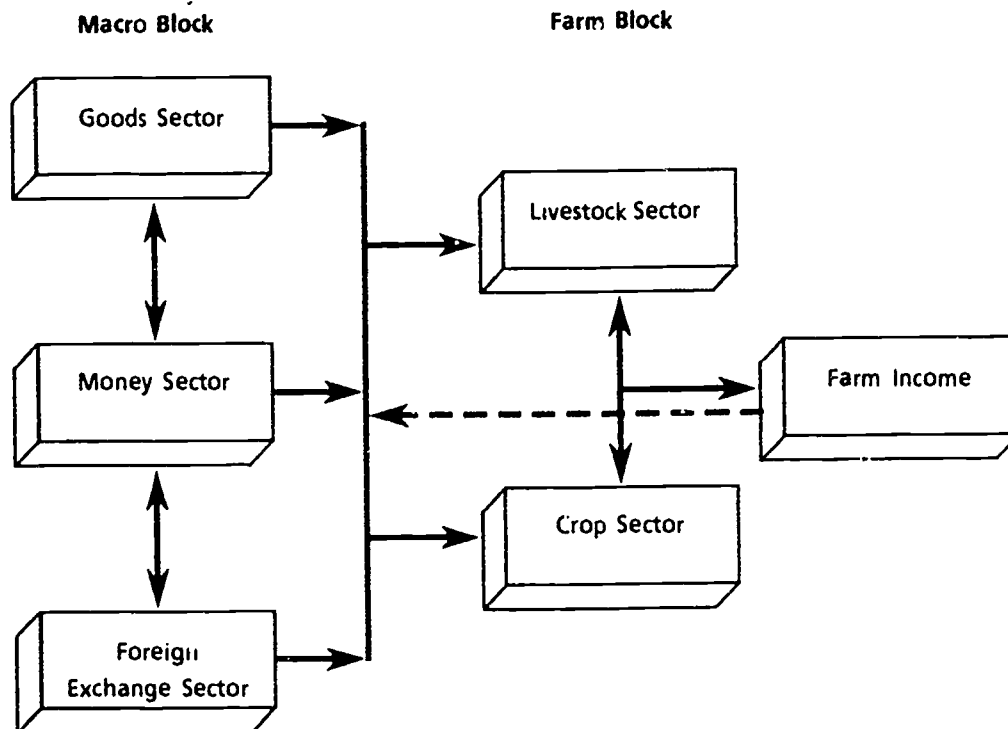 Macro Block
Farm Block
Goods Sector
Livestock Sector
Money Sector
Farm Income
Crop Sector
Foreign
Exchange Sector